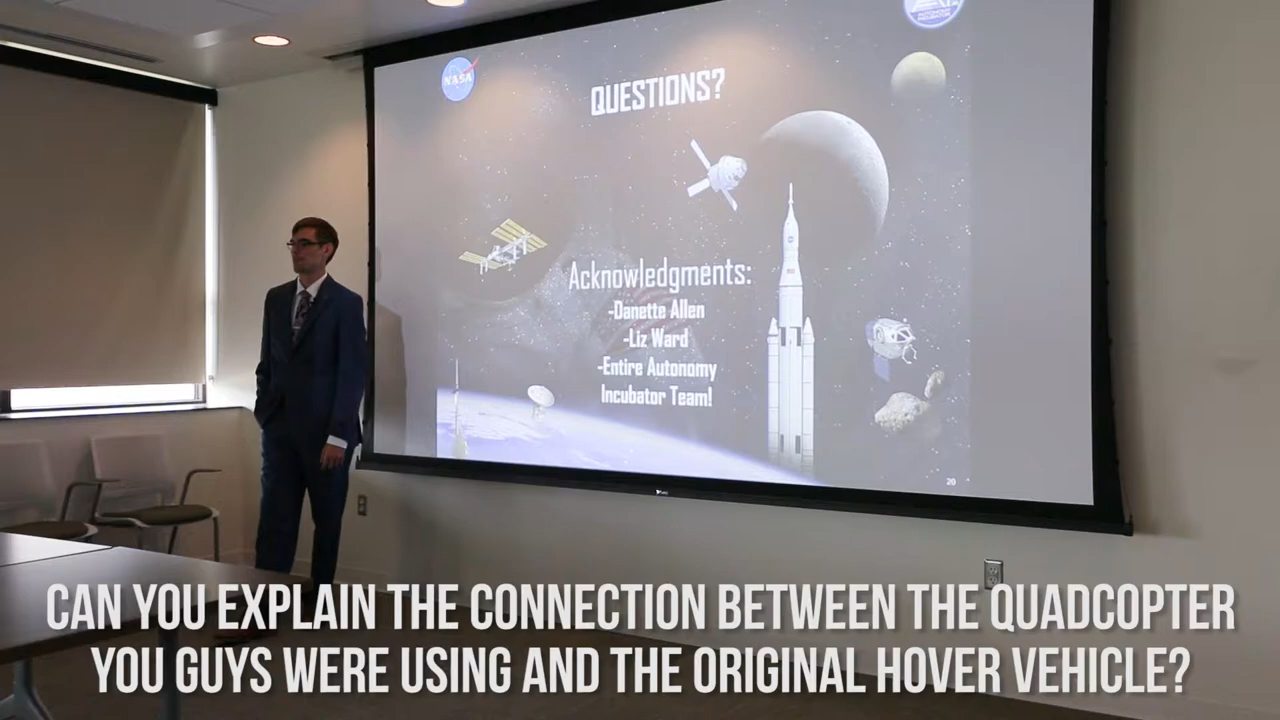 NASA
QUESTIONS?
Acknowledgments:
-Danette Allen
-Liz Ward
-Entire Autonomy
Incubator Team!
20
CAN YOU EXPLAIN THE CONNECTION BETWEEN THE QUADCOPTER
YOU GUYS WERE USING AND THE ORIGINAL HOVER VEHICLE?